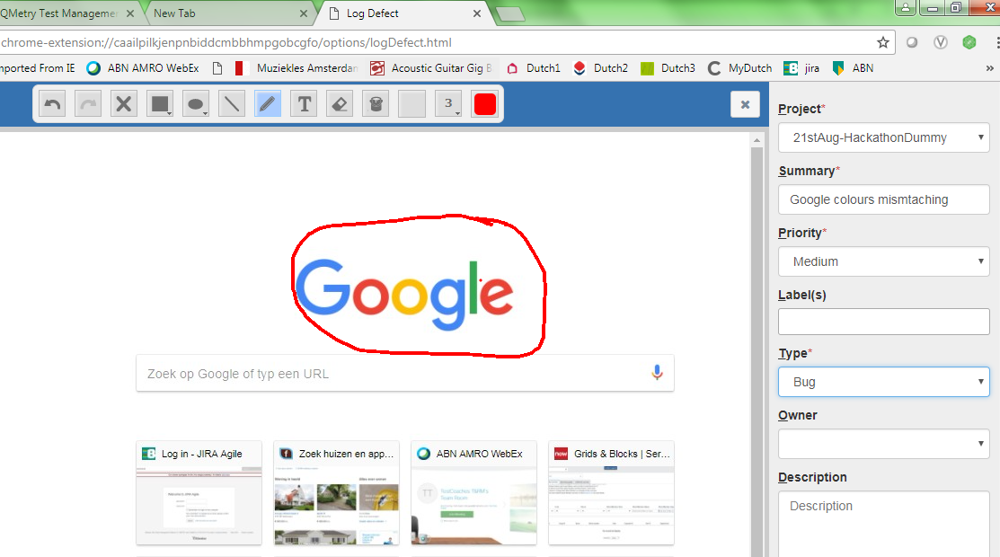 QMetry Test Managemen
New Tab
Log Defect
chrome-extension://caailpilkjenpnbiddcmbbhmpgobcgfo/options/logDefect.html
mported From IE
ABN AMRO WebEx
Muziekles Amsterdam
Acoustic Guitar Gig B
Dutch1
Dutch2
Dutch3
MyDutch
jira
ABN
»
T
3
Project*
21stAug-HackathonDummy
Summary*
Google colours mismtaching
Priority*
Medium
Label(s)
Type*
Bug
Owner
Description
Description
Google
Zoek op Google of typ een URL
Log in - JIRA Agile
Zoek huizen en app...
ABN AMRO WebEx
Grids & Blocks | Ser...
TT